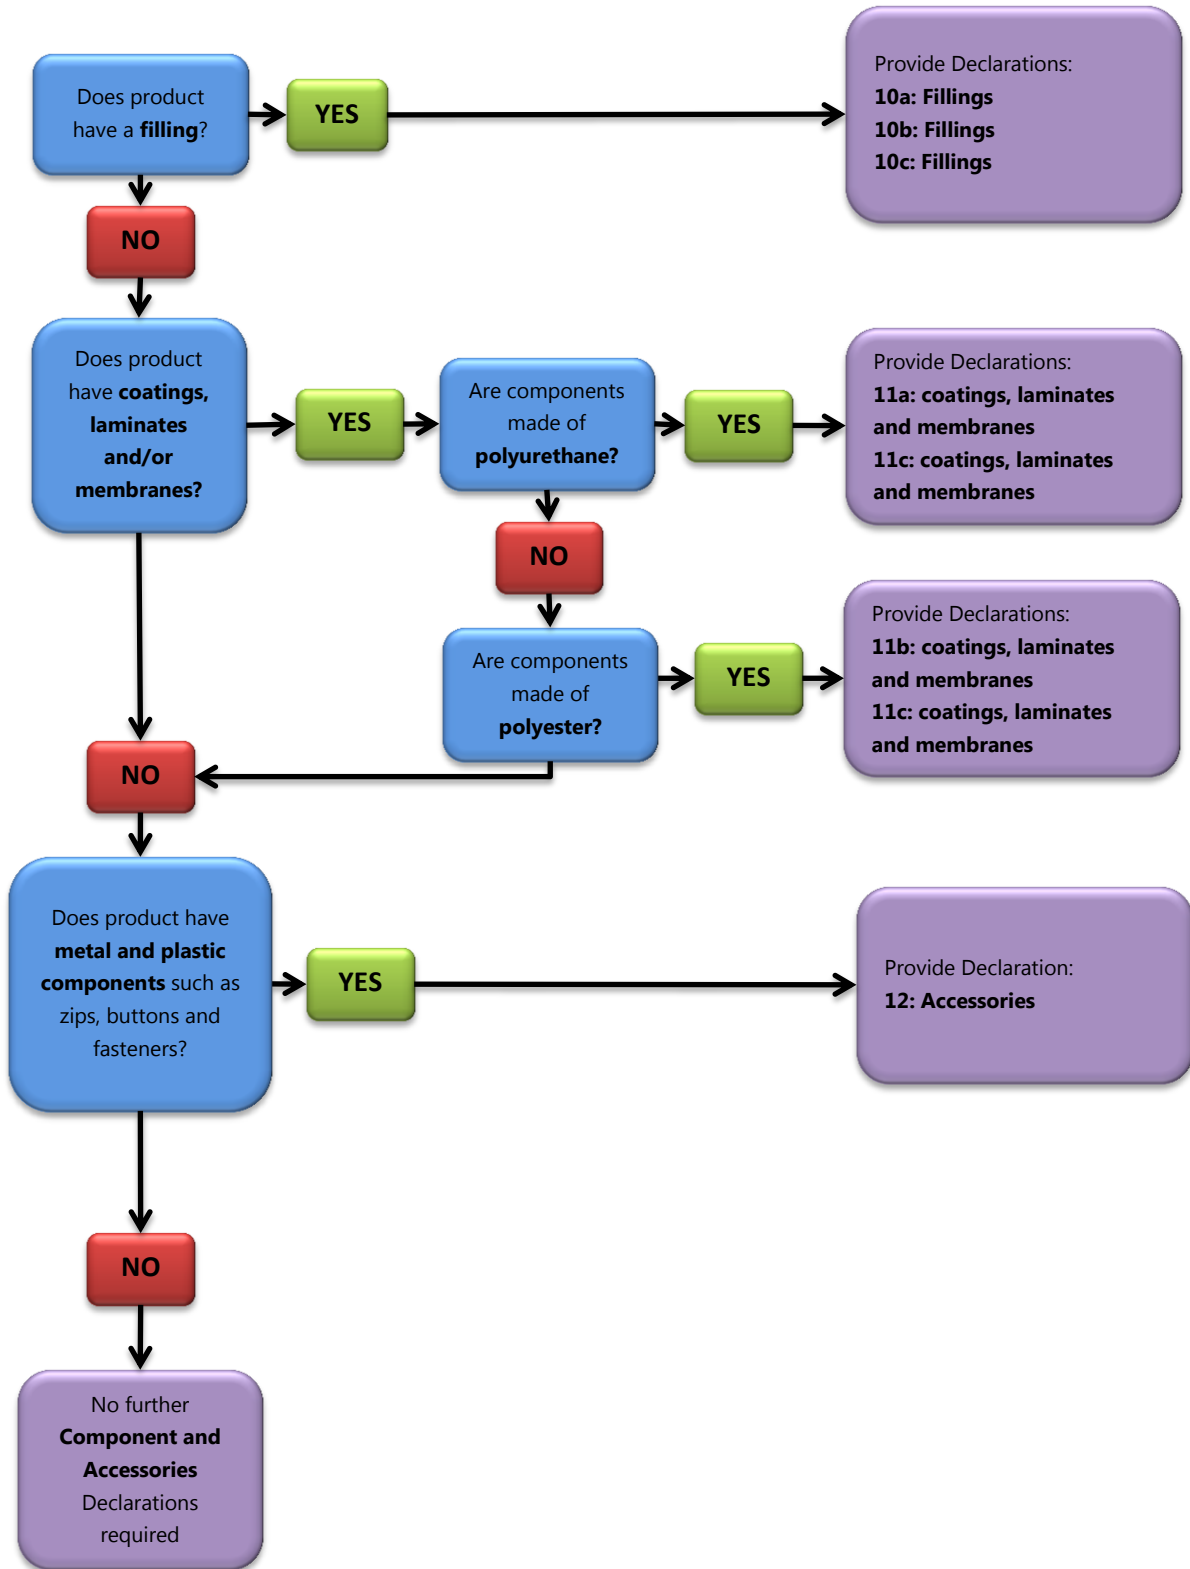 Does product
have a filling?
YES
Provide Declarations:
10a: Fillings
10b: Fillings
10c: Fillings
NO
Does product
have coatings,
laminates
and/or
membranes?
YES
Are components
made of
polyurethane?
YES
Provide Declarations:
11a: coatings, laminates
and membranes
11c: coatings, laminates
and membranes
NO
Are components
made of
polyester?
YES
Provide Declarations:
11b: coatings, laminates
and membranes
11c: coatings, laminates
and membranes
NO
Does product have
metal and plastic
components such as
zips, buttons and
fasteners?
YES
Provide Declaration:
12: Accessories
NO
No further
Component and
Accessories
Declarations
required